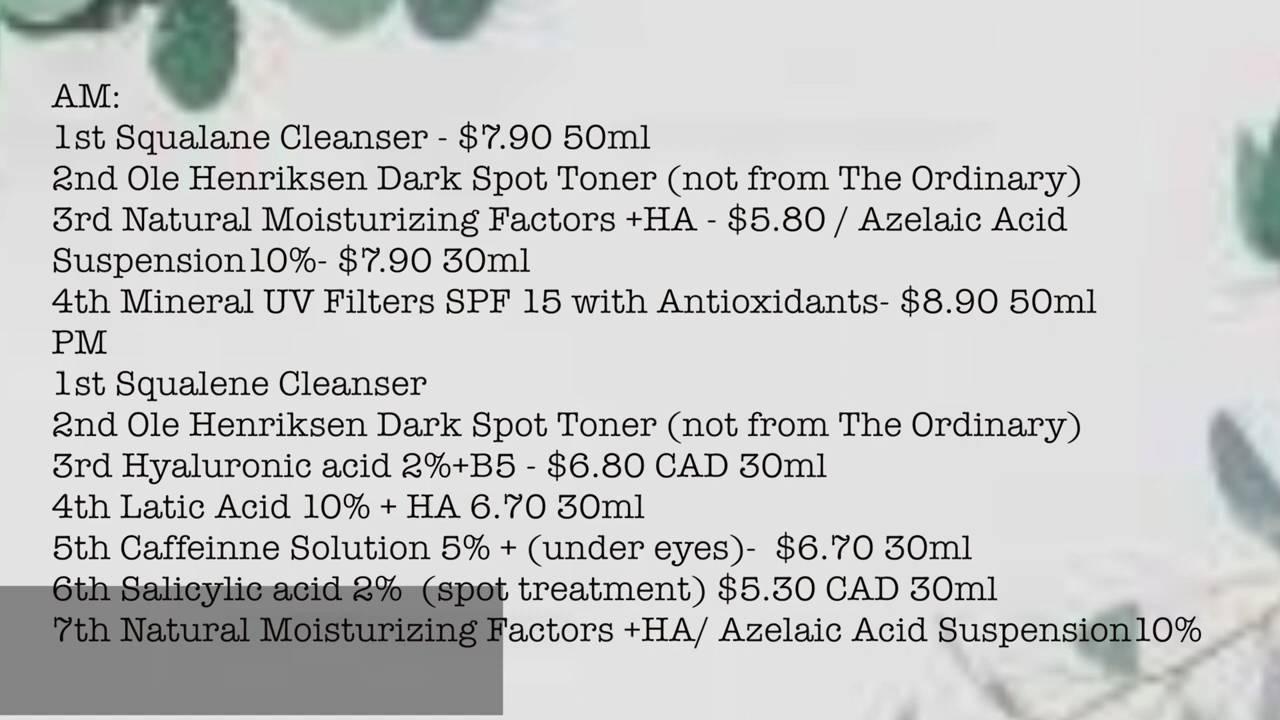 AM:
1st Squalane Cleanser - $7.90 50ml
2nd Ole Henriksen Dark Spot Toner (not from The Ordinary)
3rd Natural Moisturizing Factors +HA - $5.80 / Azelaic Acid
Suspension10%- $7.90 30ml
4th Mineral UV Filters SPF 15 with Antioxidants- $8.90 50ml
PM
1st Squalene Cleanser
2nd Ole Henriksen Dark Spot Toner (not from The Ordinary)
3rd Hyaluronic acid 2%+B5 - $6.80 CAD 30ml
4th Latic Acid 10% + HA 6.70 30ml
5th Caffeinne Solution 5% + (under eyes)-  $6.70 30ml
6th Salicylic acid 2%  (spot treatment) $5.30 CAD 30ml
7th Natural Moisturizing Factors +HA/ Azelaic Acid Suspension10%